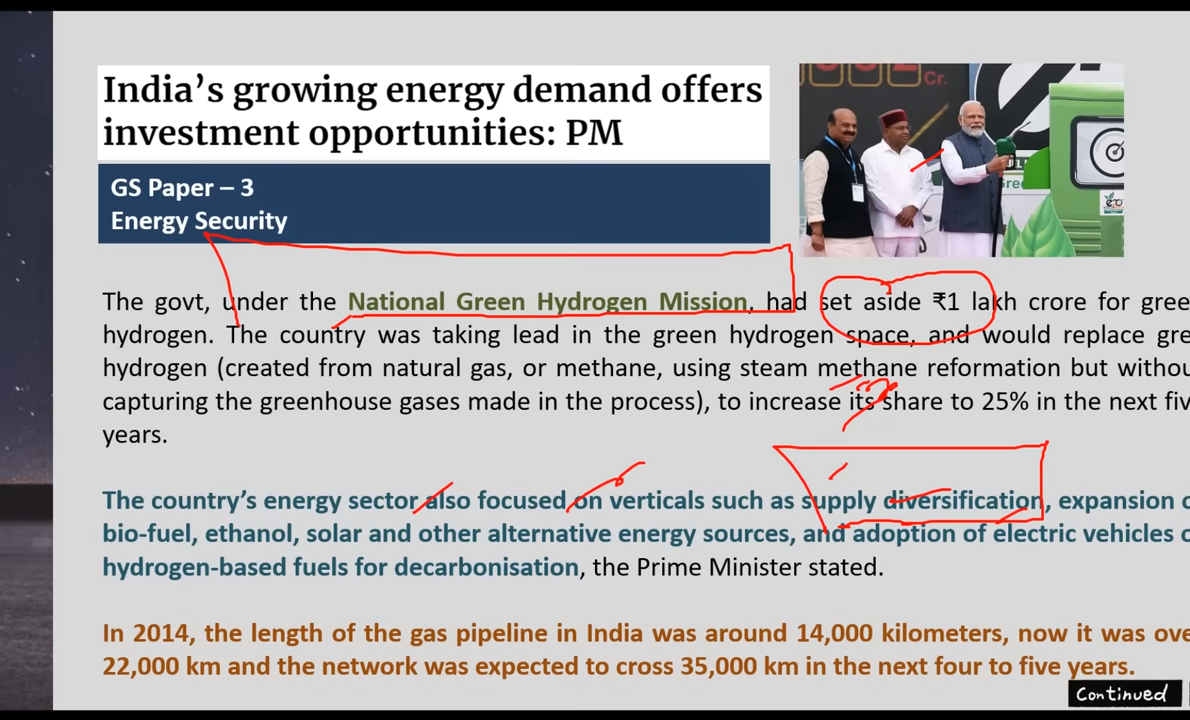 Cr.
India’s growing energy demand offers
investment opportunities: PM
GS Paper – 3
Energy Security
The govt, under the National Green Hydrogen Mission, had set aside ₹1 lakh crore for gree
hydrogen. The country was taking lead in the green hydrogen space, and would replace gre
hydrogen (created from natural gas, or methane, using steam methane reformation but withou
capturing the greenhouse gases made in the process), to increase its share to 25% in the next fiv
years.
The country’s energy sector also focused on verticals such as supply diversification, expansion o
bio-fuel, ethanol, solar and other alternative energy sources, and adoption of electric vehicles o
hydrogen-based fuels for decarbonisation, the Prime Minister stated.
In 2014, the length of the gas pipeline in India was around 14,000 kilometers, now it was ove
22,000 km and the network was expected to cross 35,000 km in the next four to five years.
Continued